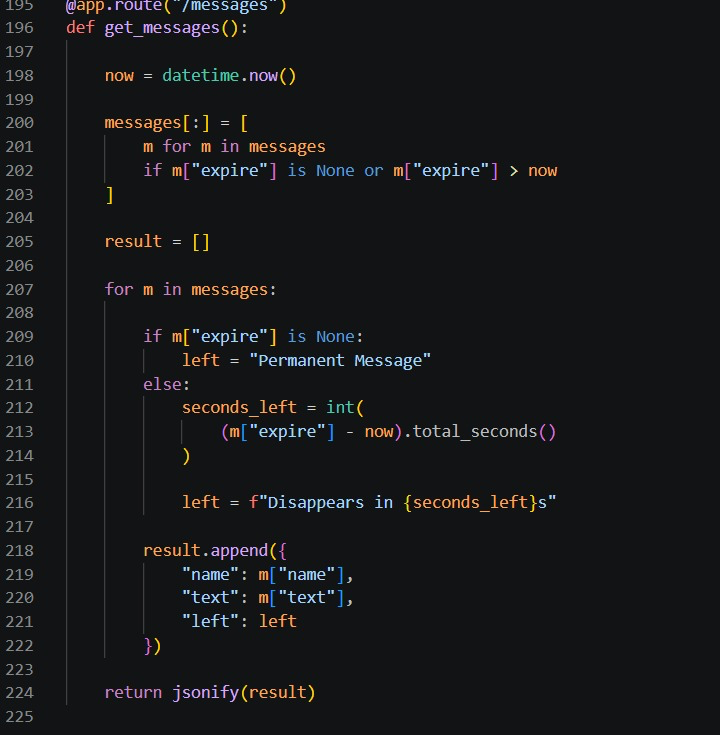 195 @app.route("/messages")
196 def get_messages():
197
198     now = datetime.now()
199
200     messages[:] = [
201         m for m in messages
202         if m["expire"] is None or m["expire"] > now
203     ]
204
205     result = []
206
207     for m in messages:
208
209         if m["expire"] is None:
210             left = "Permanent Message"
211         else:
212             seconds_left = int(
213                 (m["expire"] - now).total_seconds()
214             )
215
216             left = f"Disappears in {seconds_left}s"
217
218         result.append({
219             "name": m["name"],
220             "text": m["text"],
221             "left": left
222         })
223
224     return jsonify(result)
225